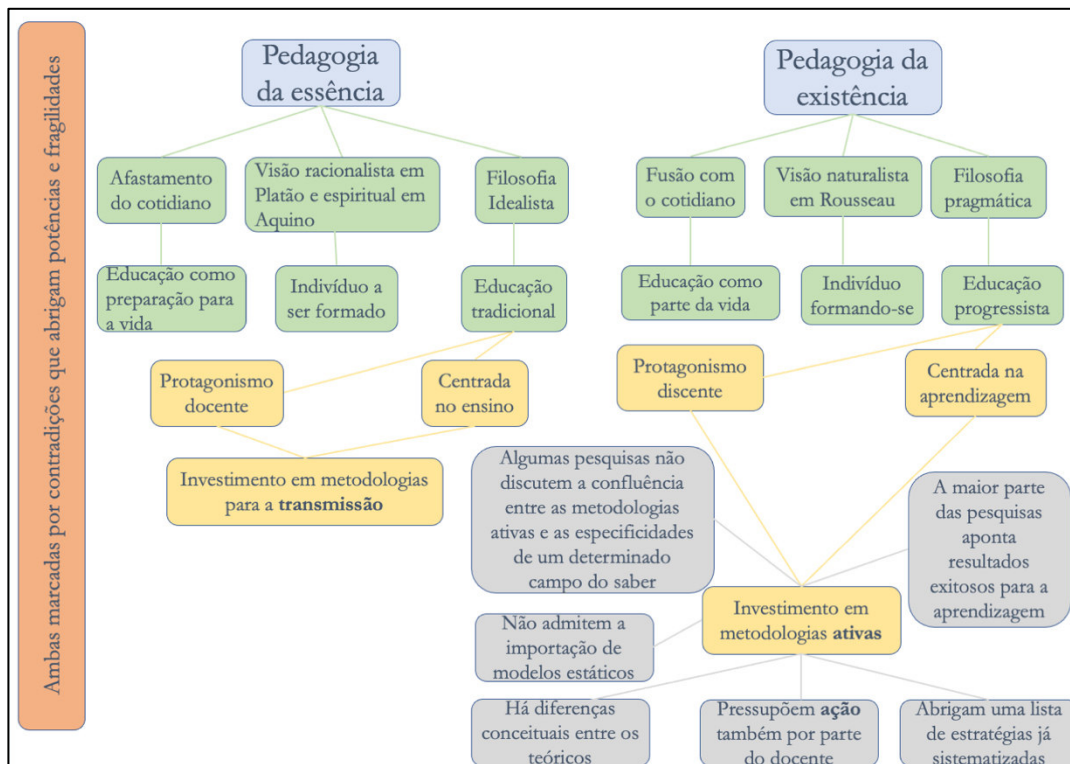 Ambas marcadas por contradições que abrigam potências e fragilidades
Pedagogia
da essência
Pedagogia da
existência
Afastamento
do cotidiano
Visão racionalista em
Platão e espiritual em
Aquino
Filosofia
Idealista
Fusão com
o cotidiano
Visão naturalista
em Rousseau
Filosofia
pragmática
Educação como
preparação para
a vida
Indivíduo a
ser formado
Educação
tradicional
Educação como
parte da vida
Indivíduo
formando-se
Educação
progressista
Protagonismo
docente
Centrada
no ensino
Protagonismo
discente
Centrada na
aprendizagem
Investimento em metodologias
para a transmissão
Algumas pesquisas não
discutem a confluência
entre as metodologias
ativas e as especificidades
de um determinado
campo do saber
A maior parte
das pesquisas
aponta
resultados
exitosos para a
aprendizagem
Investimento em
metodologias ativas
Não admitem a
importação de
modelos estáticos
Há diferenças
conceituais entre os
teóricos
Pressupõem ação
também por parte
do docente
Abrigam uma lista
de estratégias já
sistematizadas